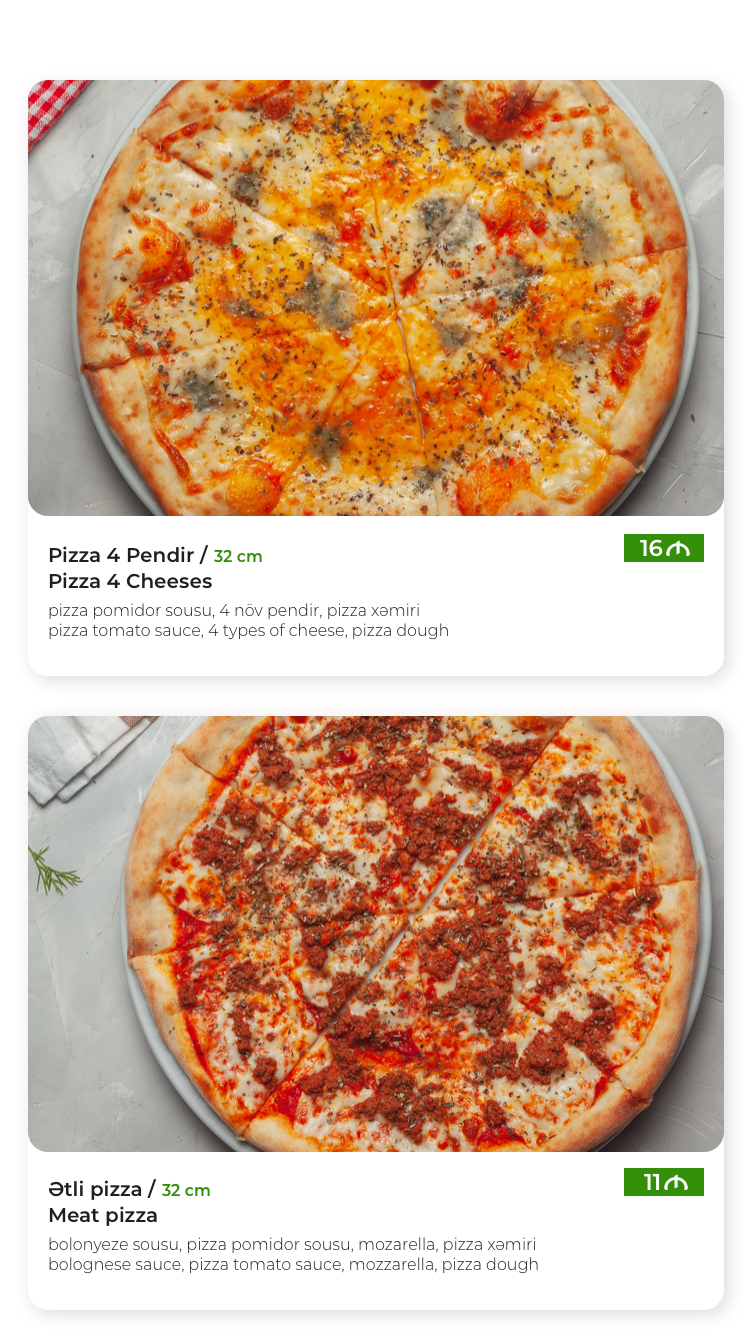 Pizza 4 Pendir / 32 cm
16₼
Pizza 4 Cheeses
pizza pomidor sousu, 4 növ pendir, pizza xəmiri
pizza tomato sauce, 4 types of cheese, pizza dough
Ətli pizza / 32 cm
11₼
Meat pizza
bolonyeze sousu, pizza pomidor sousu, mozarella, pizza xəmiri
bolognese sauce, pizza tomato sauce, mozzarella, pizza dough